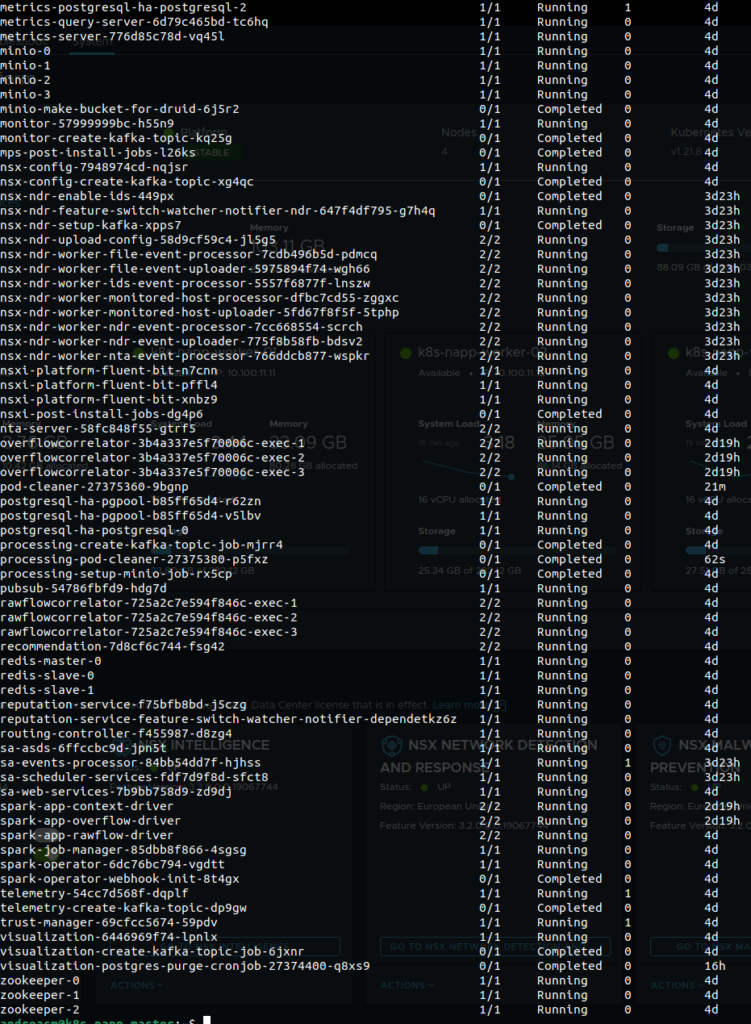 metrics-postgresql-ha-postgresql-2 1/1 Running 1 4d
metrics-query-server-6d79c465bd-tc6hq 1/1 Running 0 4d
metrics-server-776d85c78d-vq45l 1/1 Running 0 4d
minio-0 1/1 Running 0 4d
minio-1 1/1 Running 0 4d
minio-2 1/1 Running 0 4d
minio-3 1/1 Running 0 4d
minio-make-bucket-for-druid-6j5r2 0/1 Completed 0 4d
monitor-57999999bc-h55n9 1/1 Running 0 4d
monitor-create-kafka-topic-kq25g 0/1 Completed 0 4d
mps-post-install-jobs-l26ks 0/1 Completed 0 4d
nsx-config-7948974cd-nqjsr 1/1 Running 0 4d
nsx-config-create-kafka-topic-xg4qc 0/1 Completed 0 4d
nsx-ndr-enable-ids-449px 0/1 Completed 0 3d23h
nsx-ndr-feature-switch-watcher-notifier-ndr-647f4df795-g7h4q 1/1 Running 0 3d23h
nsx-ndr-setup-kafka-xpps7 0/1 Completed 0 3d23h
nsx-ndr-upload-config-58d9cf59c4-jl5g5 2/2 Running 0 3d23h
nsx-ndr-worker-file-event-processor-7cdb496b5d-pdmcq 2/2 Running 0 3d23h
nsx-ndr-worker-file-event-uploader-5975894f74-wgh66 2/2 Running 0 3d23h
nsx-ndr-worker-ids-event-processor-5557f6877f-lnszw 2/2 Running 0 3d23h
nsx-ndr-worker-monitored-host-processor-dfbc7cd55-zggxc 2/2 Running 0 3d23h
nsx-ndr-worker-monitored-host-uploader-5fd67f8f5f-5tphp 2/2 Running 0 3d23h
nsx-ndr-worker-ndr-event-processor-7cc668554-scrch 2/2 Running 0 3d23h
nsx-ndr-worker-ndr-event-uploader-775f8b58fb-bdsv2 2/2 Running 0 3d23h
nsx-ndr-worker-nta-event-processor-766ddcb877-wspkr 2/2 Running 0 3d23h
nsxi-platform-fluent-bit-n7cnn 1/1 Running 0 4d
nsxi-platform-fluent-bit-pffl4 1/1 Running 0 4d
nsxi-platform-fluent-bit-xnbz9 1/1 Running 0 4d
nsxi-post-install-jobs-dg4p6 0/1 Completed 0 4d
nta-server-58fc848f55-qtrf5 2/2 Running 0 4d
overflowcorrelator-3b4a337e5f70006c-exec-1 2/2 Running 0 2d19h
overflowcorrelator-3b4a337e5f70006c-exec-2 2/2 Running 0 2d19h
overflowcorrelator-3b4a337e5f70006c-exec-3 2/2 Running 0 2d19h
pod-cleaner-27375360-9bgnp 0/1 Completed 0 21m
postgresql-ha-pgpool-b85ff65d4-r62zn 1/1 Running 0 4d
postgresql-ha-pgpool-b85ff65d4-v5lbv 1/1 Running 0 4d
postgresql-ha-postgresql-0 1/1 Running 0 4d
processing-create-kafka-topic-job-mjrr4 0/1 Completed 0 4d
processing-pod-cleaner-27375380-p5fxz 0/1 Completed 0 62s
processing-setup-minio-job-rx5cp 0/1 Completed 0 4d
pubsub-54786fbfd9-hdg7d 1/1 Running 0 4d
rawflowcorrelator-725a2c7e594f846c-exec-1 2/2 Running 0 4d
rawflowcorrelator-725a2c7e594f846c-exec-2 2/2 Running 0 4d
rawflowcorrelator-725a2c7e594f846c-exec-3 2/2 Running 0 4d
recommendation-7d8cf6c744-fsg42 2/2 Running 0 4d
redis-master-0 1/1 Running 0 4d
redis-slave-0 1/1 Running 0 4d
redis-slave-1 1/1 Running 0 4d
reputation-service-f75bfb8bd-j5czg 1/1 Running 0 4d
reputation-service-feature-switch-watcher-notifier-dependetkz6z 1/1 Running 0 4d
routing-controller-f455987-d8zg4 1/1 Running 0 4d
sa-asds-6ffccbc9d-jpn5t 1/1 Running 0 4d
sa-events-processor-84bb54dd7f-hjhss 1/1 Running 1 3d23h
sa-scheduler-services-fdf7d9f8d-sfct8 1/1 Running 0 3d23h
sa-web-services-76b9b758d9-zd9dj 1/1 Running 0 4d
spark-app-context-driver 2/2 Running 0 2d19h
spark-app-overflow-driver 2/2 Running 0 2d19h
spark-app-rawflow-driver 2/2 Running 0 4d
spark-job-manager-85dbb8f866-4sgsg 1/1 Running 0 4d
spark-operator-6dc76bc794-vgdtt 1/1 Running 0 4d
spark-operator-webhook-init-8t4gx 0/1 Completed 0 4d
telemetry-54cc7d568f-dqplf 1/1 Running 1 4d
telemetry-create-kafka-topic-dp9gw 0/1 Completed 0 4d
trust-manager-69cfcc5674-59pdv 1/1 Running 1 4d
visualization-6446969f74-lpnlx 1/1 Running 0 4d
visualization-create-kafka-topic-job-6jxnr 0/1 Completed 0 4d
visualization-postgres-purge-cronjob-27374400-q8xs9 0/1 Completed 0 16h
zookeeper-0 1/1 Running 0 4d
zookeeper-1 1/1 Running 0 4d
zookeeper-2 1/1 Running 0 4d